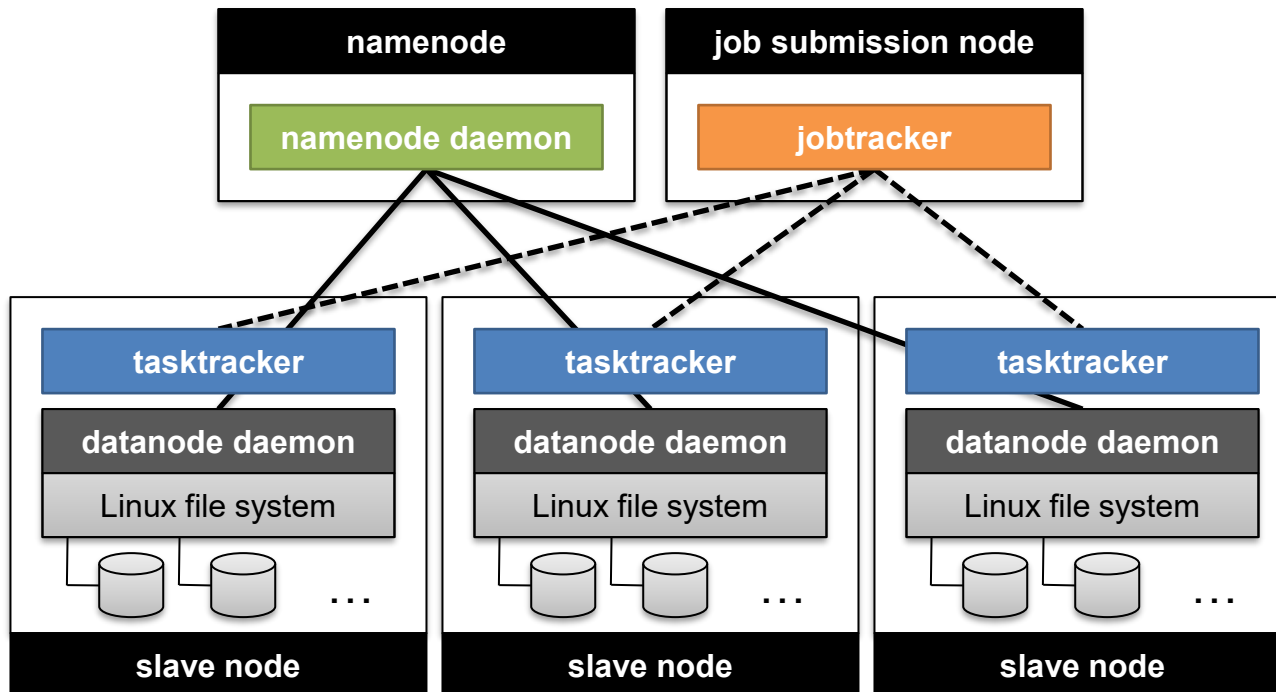 namenode
job submission node
namenode daemon
jobtracker
tasktracker
tasktracker
tasktracker
datanode daemon
datanode daemon
datanode daemon
Linux file system
Linux file system
Linux file system
...
...
...
slave node
slave node
slave node